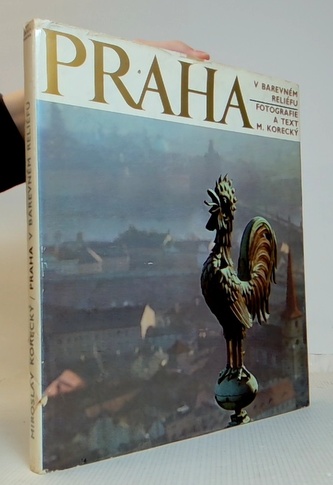 PRAHA
V BAREVNÉM
RELIÉFU
FOTOGRAFIE
A TEXT
M. KORECKÝ
MIROSLAV KORECKÝ / PRAHA V BAREVNÉM RELIÉFU